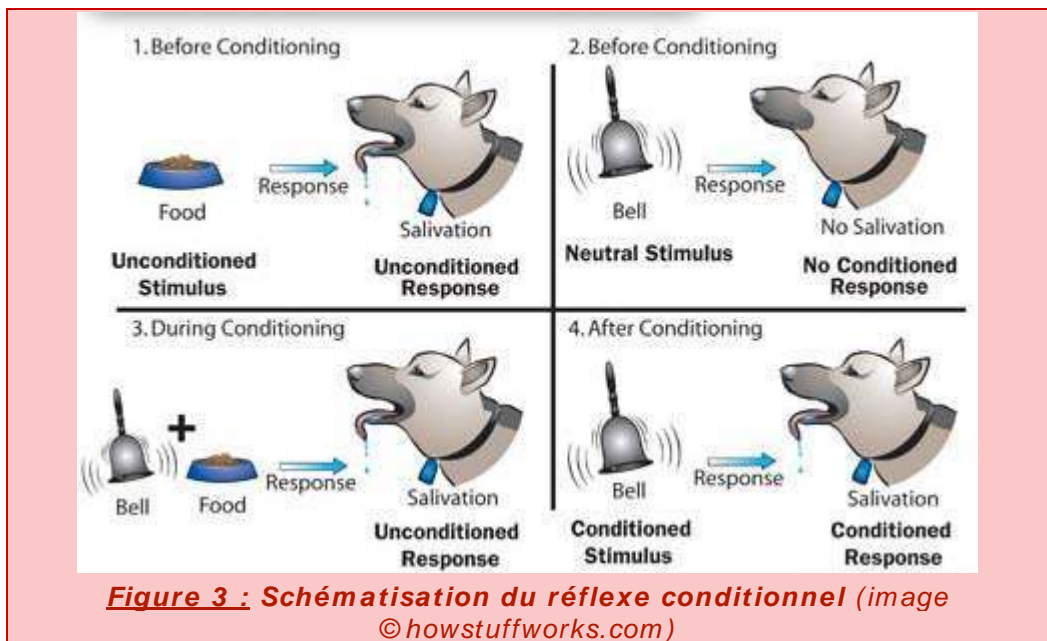 1. Before Conditioning
Food
Response
Salivation
Unconditioned
Stimulus
Unconditioned
Response
2. Before Conditioning
Bell
Response
No Salivation
Neutral Stimulus
No Conditioned
Response
3. During Conditioning
+
Bell
Food
Response
Salivation
Unconditioned
Response
4. After Conditioning
Bell
Response
Salivation
Conditioned
Stimulus
Conditioned
Response
Figure 3 : Schématisation du réflexe conditionnel (image
© howstuffworks.com)